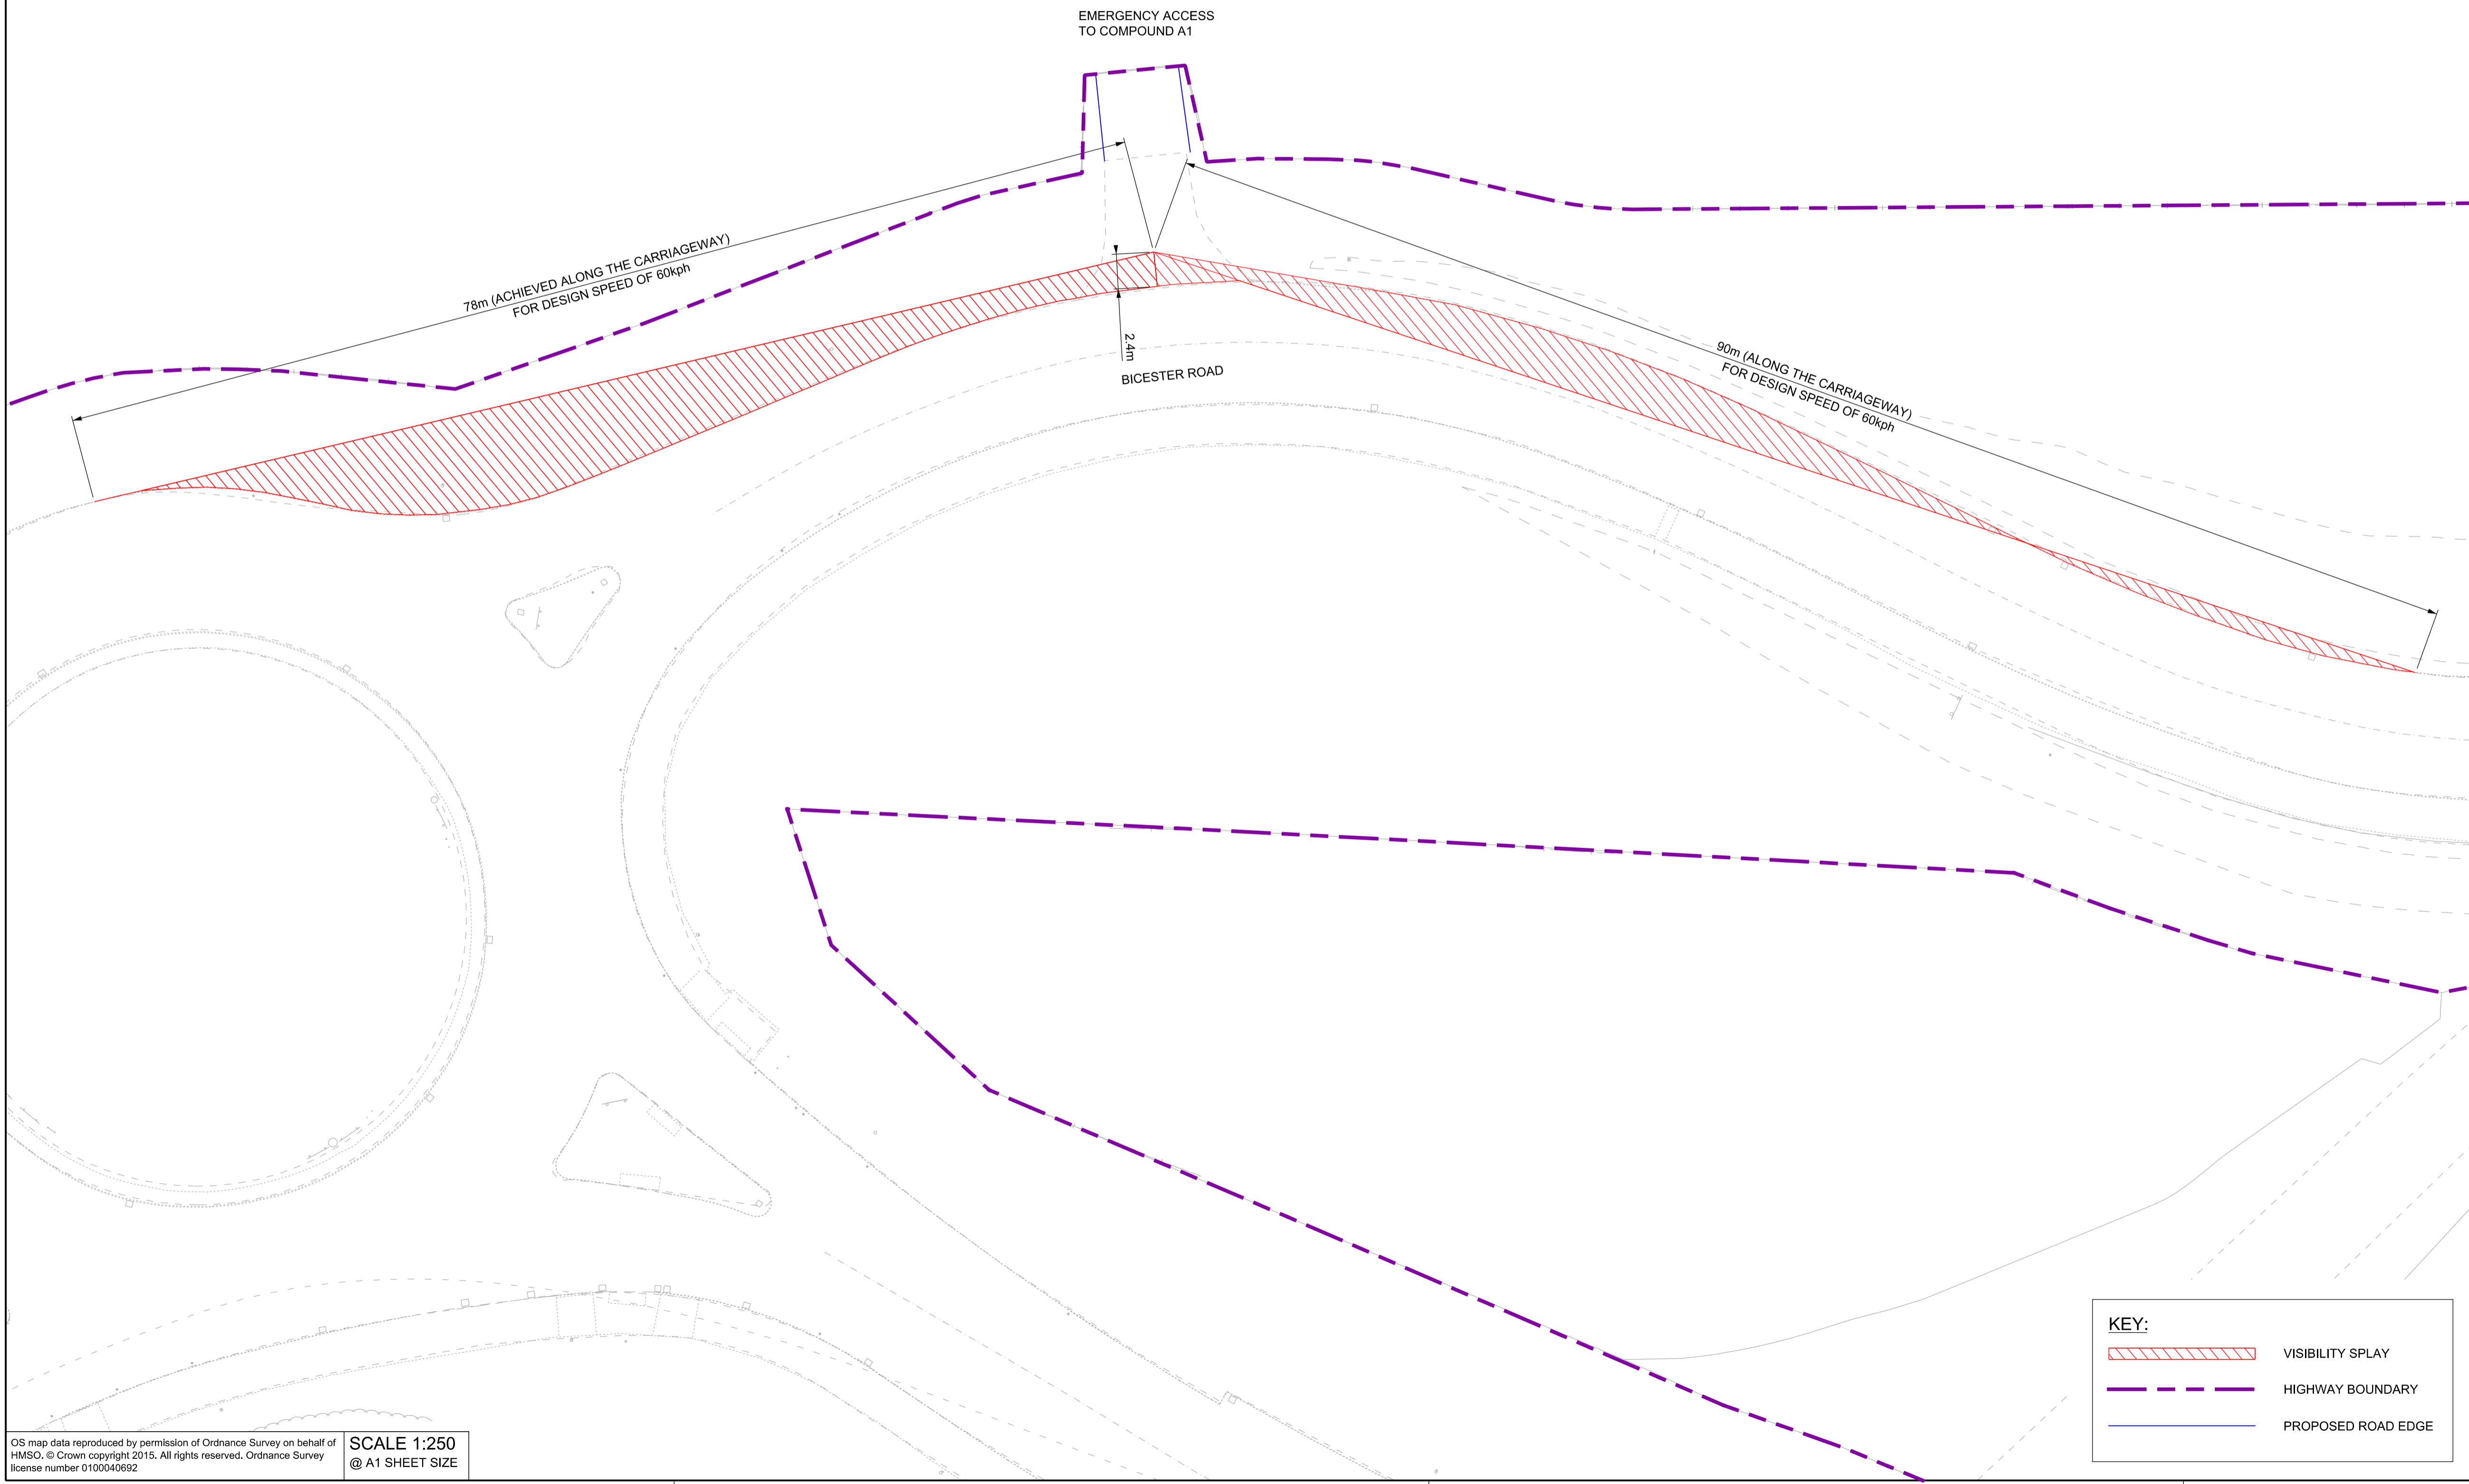 EMERGENCY ACCESS
TO COMPOUND A1
78m (ACHIEVED ALONG THE CARRIAGEWAY)
FOR DESIGN SPEED OF 60kph
2.4m
BICESTER ROAD
90m (ALONG THE CARRIAGEWAY)
FOR DESIGN SPEED OF 60kph
KEY:
VISIBILITY SPLAY
HIGHWAY BOUNDARY
PROPOSED ROAD EDGE
OS map data reproduced by permission of Ordnance Survey on behalf of
HMSO. © Crown copyright 2015. All rights reserved. Ordnance Survey
license number 0100040692
SCALE 1:250
@ A1 SHEET SIZE